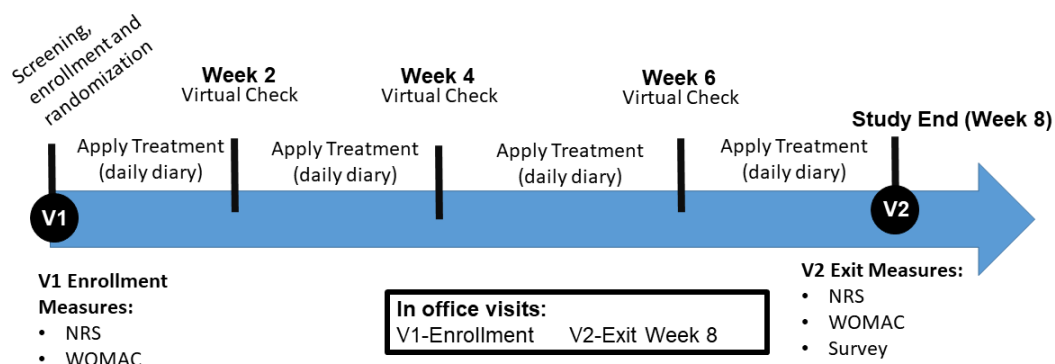 Screening,
enrollment and
randomization
Week 2
Virtual Check
Week 4
Virtual Check
Week 6
Virtual Check
Study End (Week 8)
Apply Treatment
(daily diary)
Apply Treatment
(daily diary)
Apply Treatment
(daily diary)
Apply Treatment
(daily diary)
V1
V2
V1 Enrollment
Measures:
• NRS
• WOMAC
In office visits:
V1-Enrollment V2-Exit Week 8
V2 Exit Measures:
• NRS
• WOMAC
• Survey